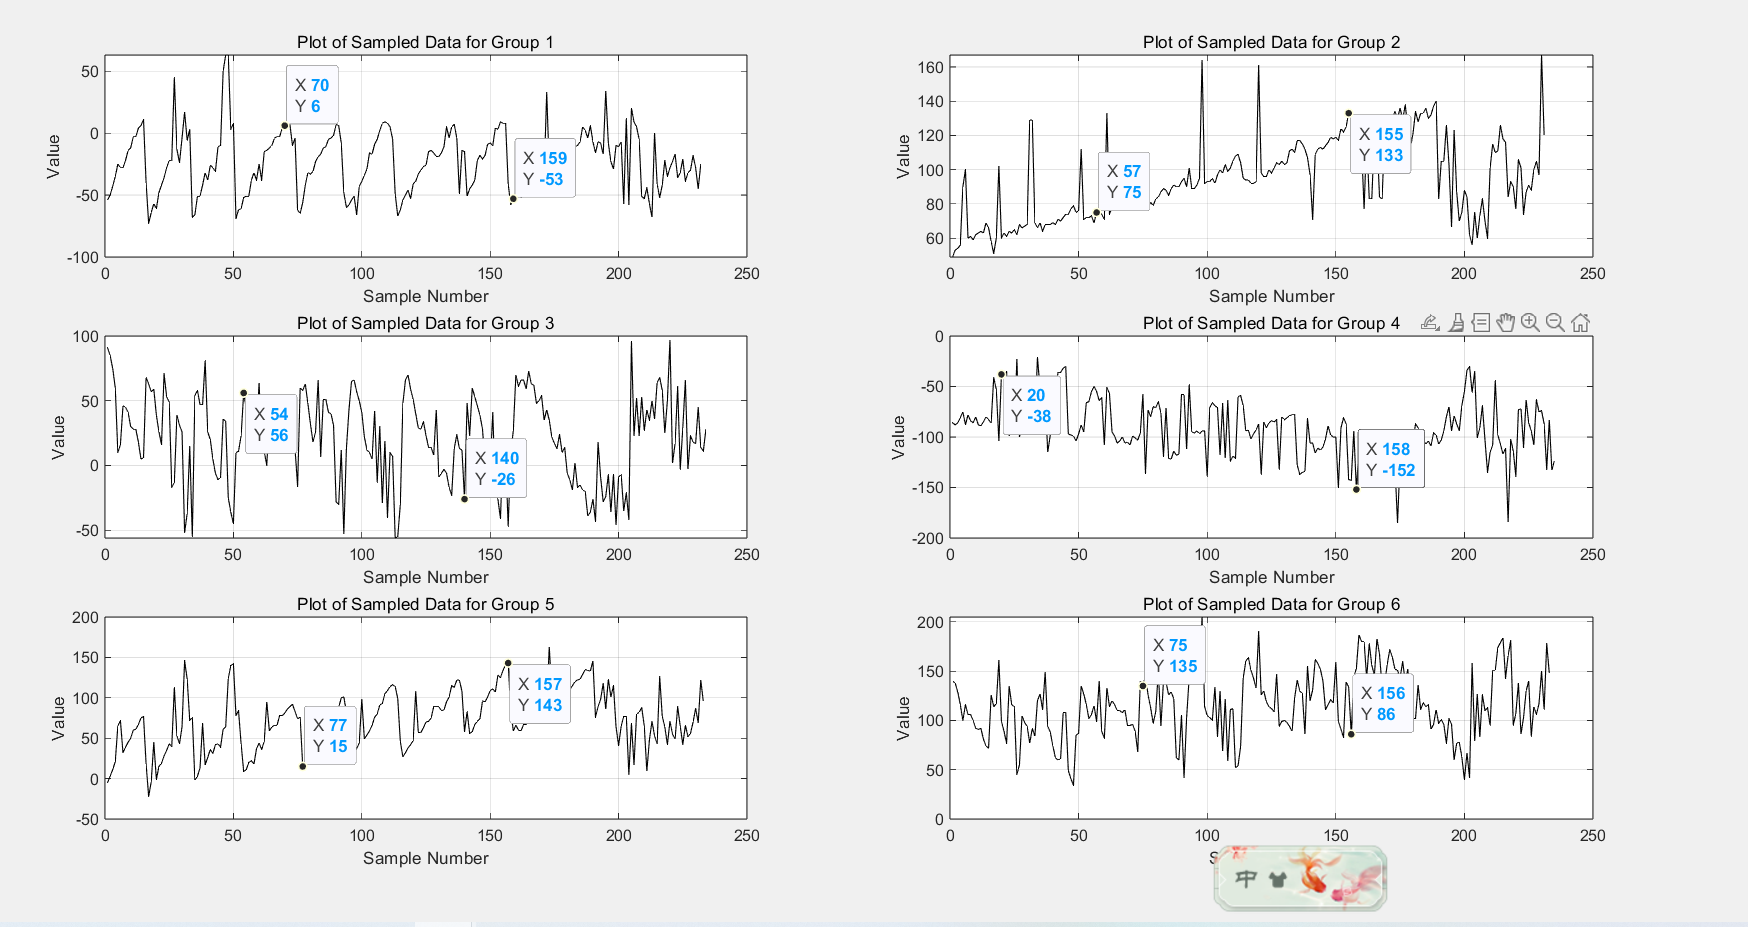 Plot of Sampled Data for Group 1
50
0
-50
-100
Value
X 70
Y 6
X 159
Y -53
0
50
100
150
200
250
Sample Number
Plot of Sampled Data for Group 2
160
140
120
100
80
60
Value
X 57
Y 75
X 155
Y 133
0
50
100
150
200
250
Sample Number
Plot of Sampled Data for Group 3
100
50
0
-50
Value
X 54
Y 56
X 140
Y -26
0
50
100
150
200
250
Sample Number
Plot of Sampled Data for Group 4
0
-50
-100
-150
-200
Value
X 20
Y -38
X 158
Y -152
0
50
100
150
200
250
Sample Number
Plot of Sampled Data for Group 5
200
150
100
50
0
-50
Value
X 77
Y 15
X 157
Y 143
0
50
100
150
200
250
Sample Number
Plot of Sampled Data for Group 6
200
150
100
50
0
Value
X 75
Y 135
X 156
Y 86
0
50
100
150
200
250
中